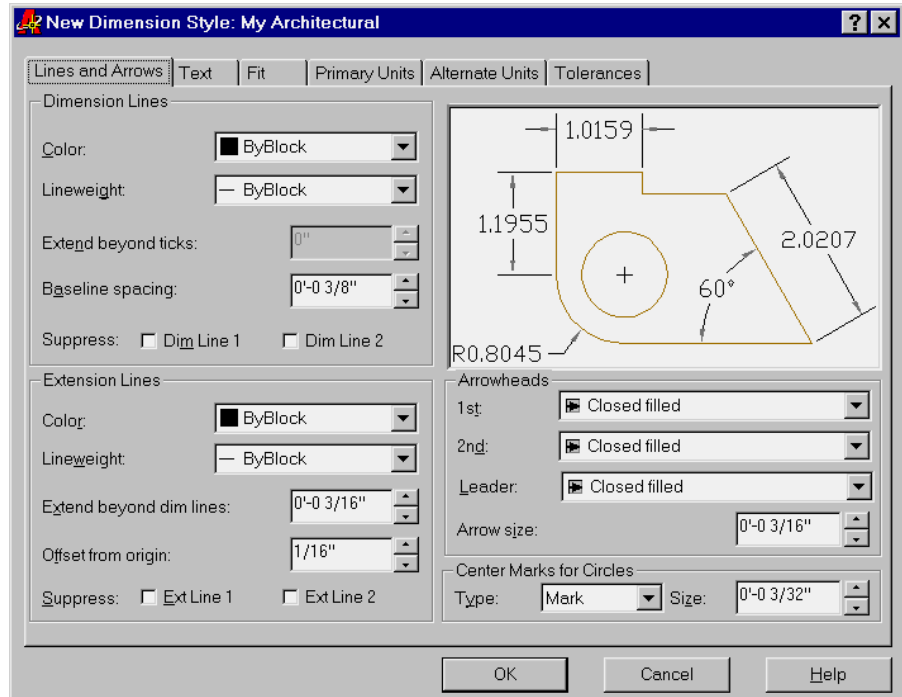 New Dimension Style: My Architectural
? ×
Lines and Arrows Text Fit Primary Units Alternate Units Tolerances
Dimension Lines
Color: ByBlock
Lineweight: ByBlock
Extend beyond ticks: 0"
Baseline spacing: 0'-0 3/8"
Suppress: Dim Line 1 Dim Line 2
Extension Lines
Color: ByBlock
Lineweight: ByBlock
Extend beyond dim lines: 0'-0 3/16"
Offset from origin: 1/16"
Suppress: Ext Line 1 Ext Line 2
1.0159
1.1955
2.0207
60°
R0.8045
Arrowheads
1st: Closed filled
2nd: Closed filled
Leader: Closed filled
Arrow size: 0'-0 3/16"
Center Marks for Circles
Type: Mark Size: 0'-0 3/32"
OK Cancel Help